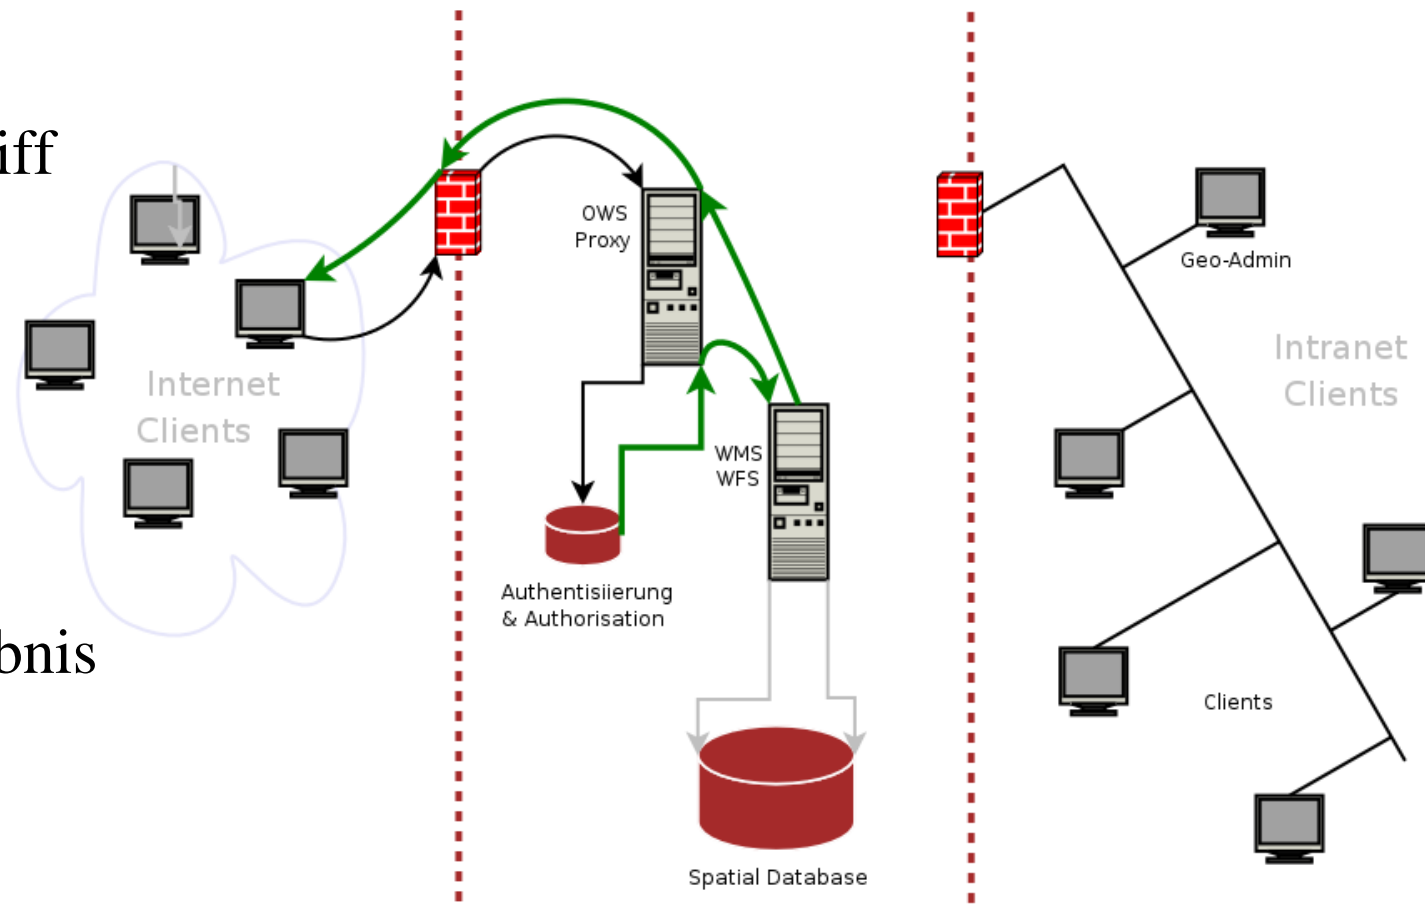 iff
OWS
Proxy
Geo-Admin
Internet
Clients
Intranet
Clients
WMS
WFS
Authentisiierung
& Authorisation
bnis
Clients
Spatial Database